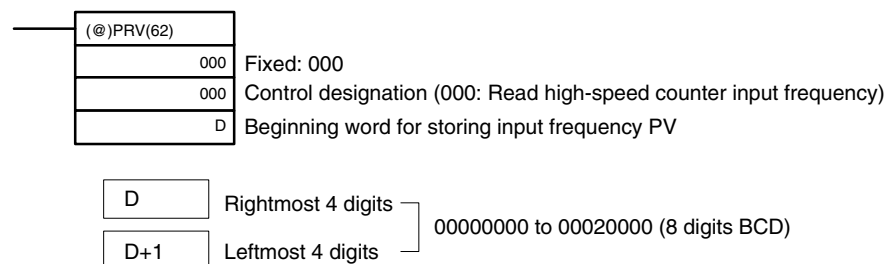 (@)PRV(62)
000 Fixed: 000
000 Control designation (000: Read high-speed counter input frequency)
D Beginning word for storing input frequency PV
D Rightmost 4 digits
00000000 to 00020000 (8 digits BCD)
D+1 Leftmost 4 digits